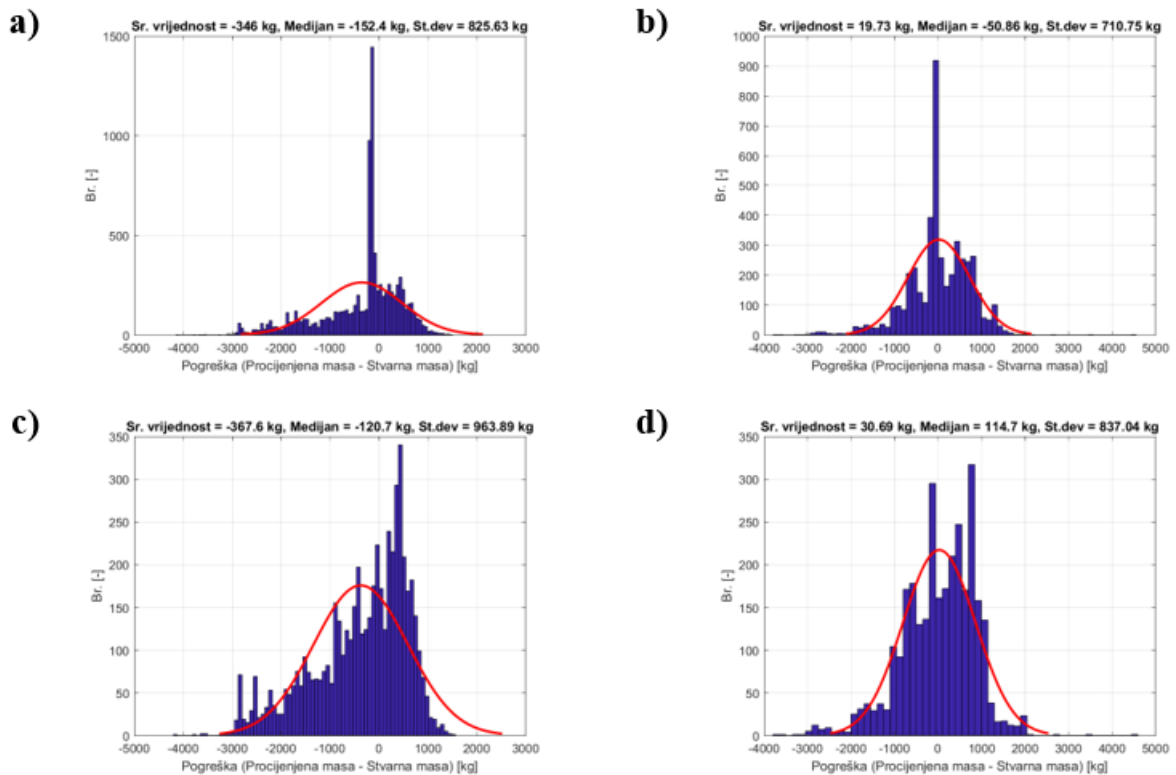 a)
Sr. vrijednost = -346 kg, Medijan = -152.4 kg, St.dev = 825.63 kg
1500
1000
500
0
Br. [-]
-5000 -4000 -3000 -2000 -1000 0 1000 2000 3000
Pogreška (Procijenjena masa - Stvarna masa) [kg]
b)
Sr. vrijednost = 19.73 kg, Medijan = -50.86 kg, St.dev = 710.75 kg
1000
900
800
700
600
500
400
300
200
100
0
Br. [-]
-4000 -3000 -2000 -1000 0 1000 2000 3000 4000 5000
Pogreška (Procijenjena masa - Stvarna masa) [kg]
c)
Sr. vrijednost = -367.6 kg, Medijan = -120.7 kg, St.dev = 963.89 kg
350
300
250
200
150
100
50
0
Br. [-]
-5000 -4000 -3000 -2000 -1000 0 1000 2000 3000
Pogreška (Procijenjena masa - Stvarna masa) [kg]
d)
Sr. vrijednost = 30.69 kg, Medijan = 114.7 kg, St.dev = 837.04 kg
350
300
250
200
150
100
50
0
Br. [-]
-4000 -3000 -2000 -1000 0 1000 2000 3000 4000 5000
Pogreška (Procijenjena masa - Stvarna masa) [kg]